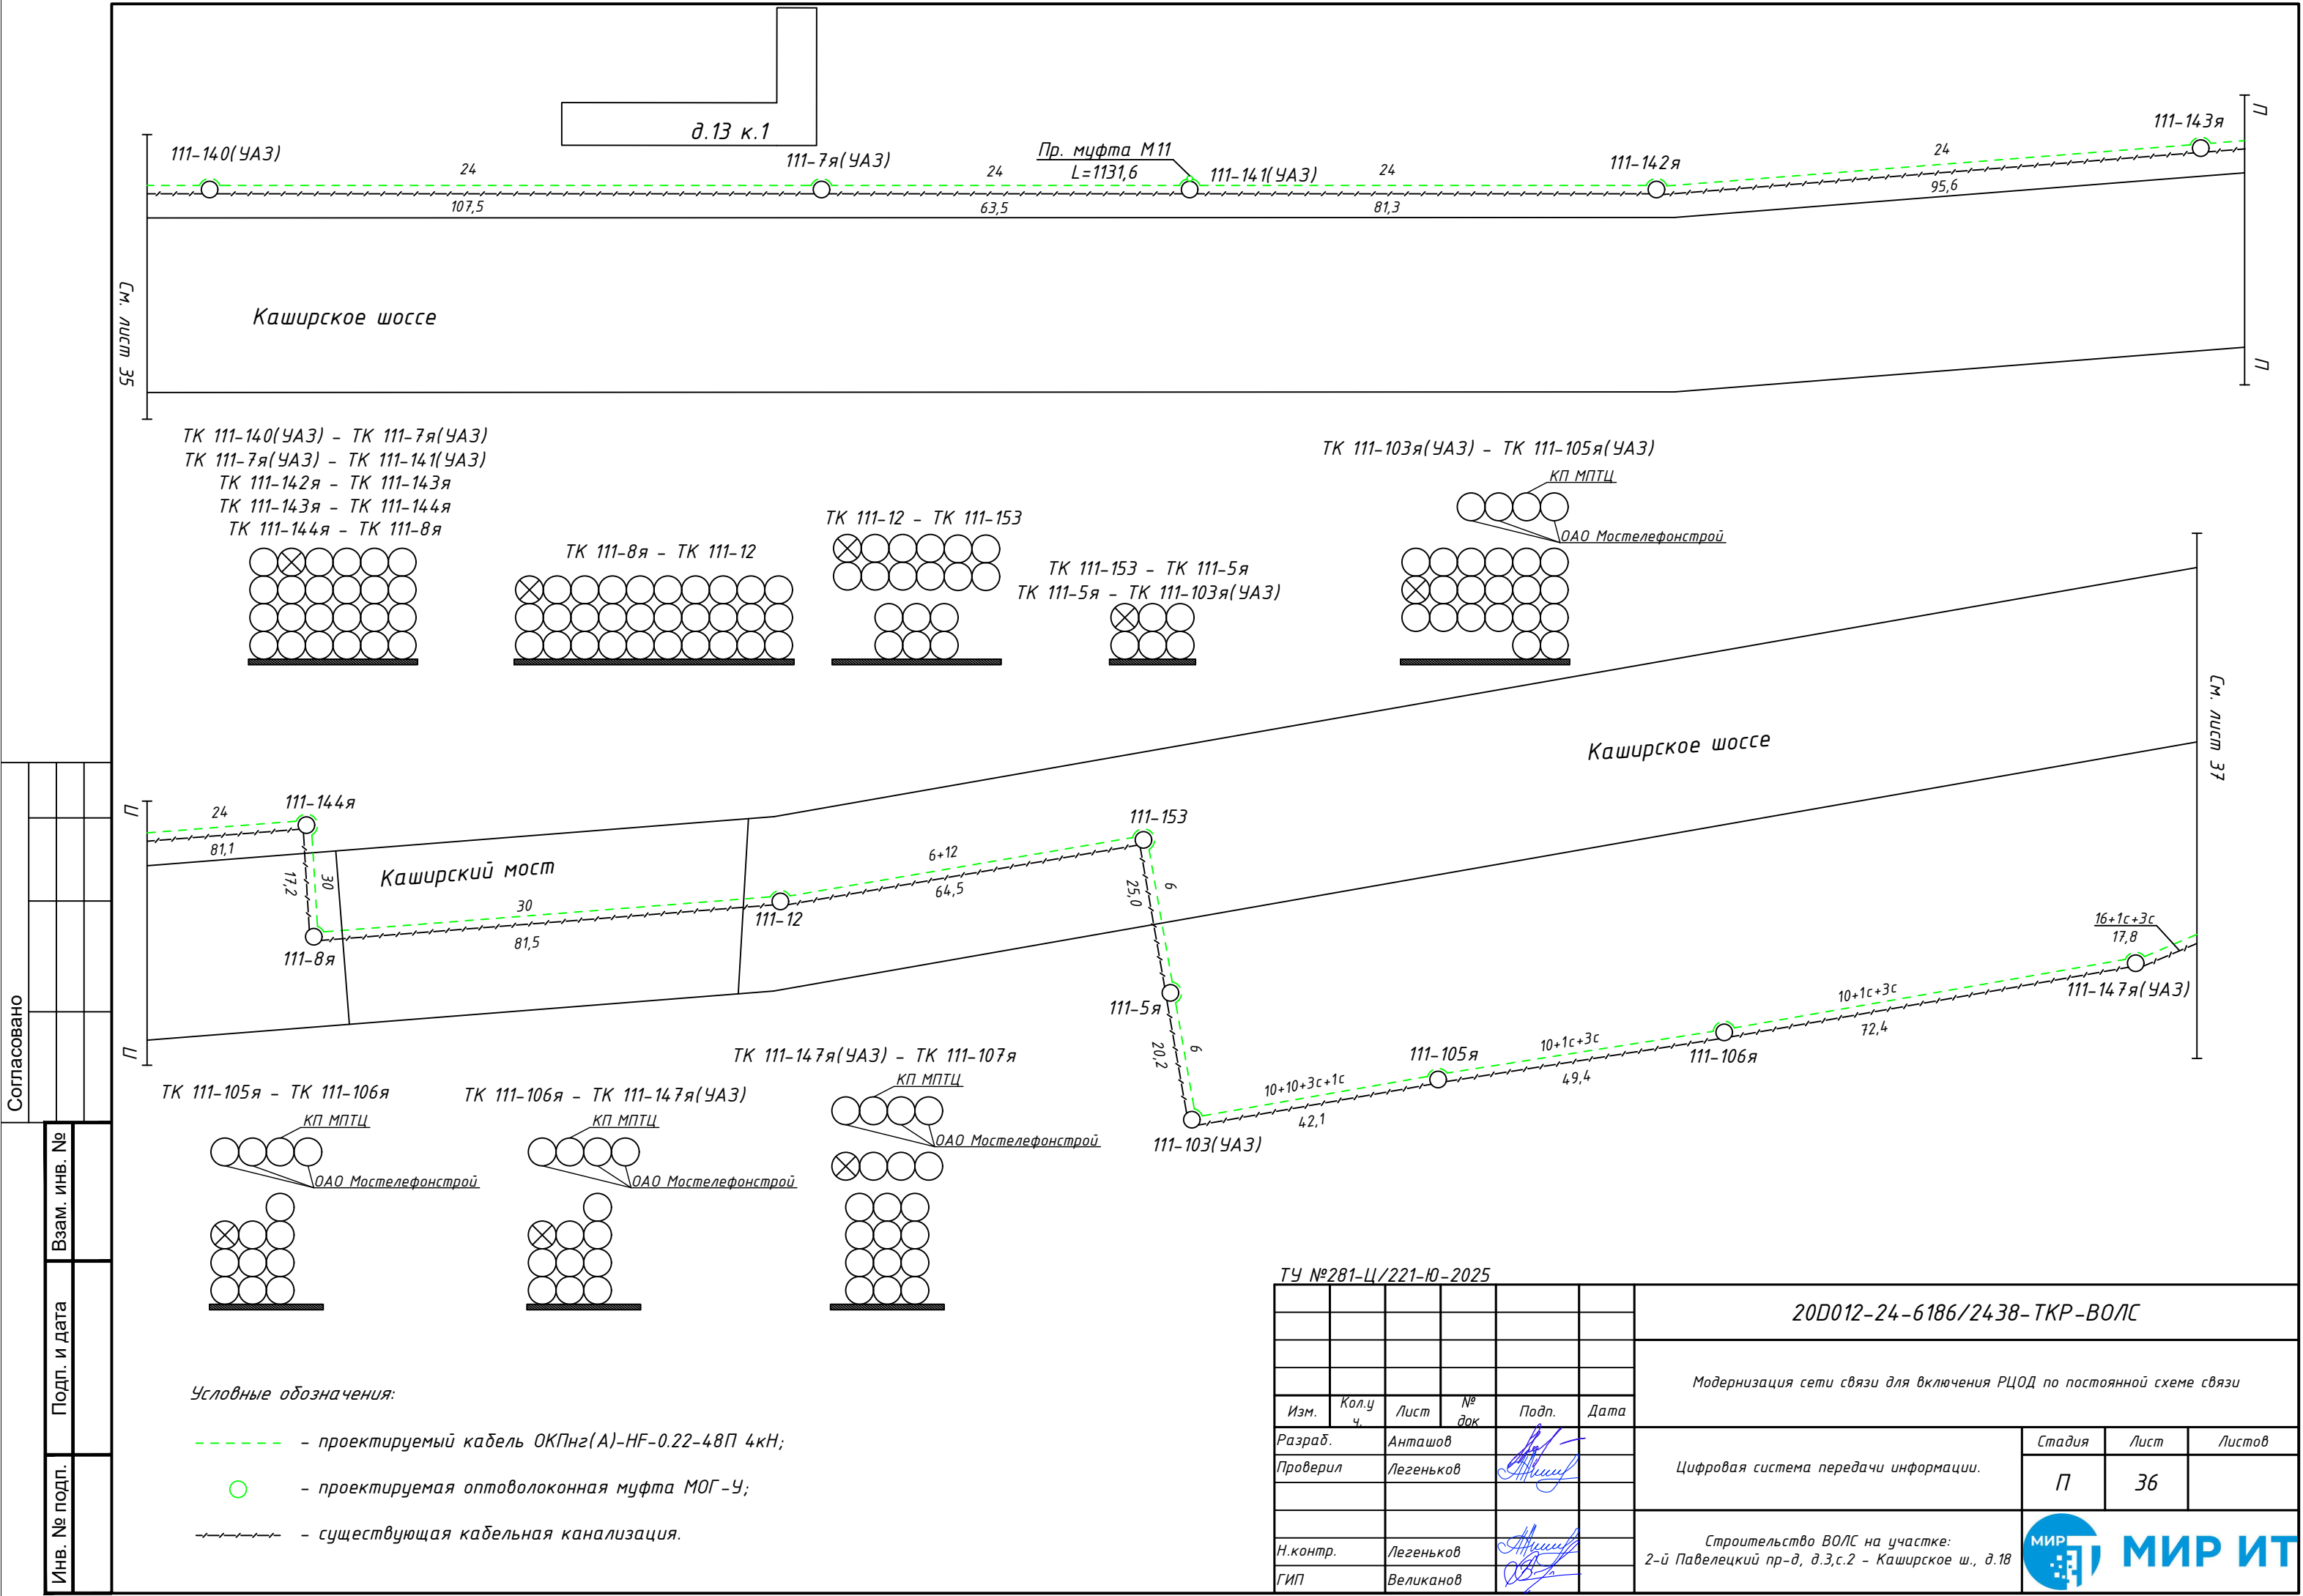 д.13 к.1
111-140(УАЗ)
24
107,5
111-7я(УАЗ)
24
63,5
Пр. муфта М11
L=1131,6
111-141(УАЗ)
24
81,3
111-142я
24
95,6
111-143я
П
П
См. лист 35
Каширское шоссе
ТК 111-140(УАЗ) - ТК 111-7я(УАЗ)
ТК 111-7я(УАЗ) - ТК 111-141(УАЗ)
ТК 111-142я - ТК 111-143я
ТК 111-143я - ТК 111-144я
ТК 111-144я - ТК 111-8я
ТК 111-8я - ТК 111-12
ТК 111-12 - ТК 111-153
ТК 111-153 - ТК 111-5я
ТК 111-5я - ТК 111-103я(УАЗ)
ТК 111-103я(УАЗ) - ТК 111-105я(УАЗ)
КП МПТЦ
ОАО Мостелефонстрой
См. лист 37
Каширское шоссе
П
П
24
81,1
111-144я
17,2
30
111-8я
Каширский мост
30
81,5
111-12
6+12
64,5
111-153
25,0
6
111-5я
20,2
6
111-103(УАЗ)
10+10+3с+1с
42,1
111-105я
10+1с+3с
49,4
111-106я
10+1с+3с
72,4
16+1с+3с
17,8
111-147я(УАЗ)
ТК 111-105я - ТК 111-106я
КП МПТЦ
ОАО Мостелефонстрой
ТК 111-106я - ТК 111-147я(УАЗ)
КП МПТЦ
ОАО Мостелефонстрой
ТК 111-147я(УАЗ) - ТК 111-107я
КП МПТЦ
ОАО Мостелефонстрой
Условные обозначения:
- проектируемый кабель ОКПнг(А)-HF-0.22-48П 4кН;
- проектируемая оптоволоконная муфта МОГ-У;
- существующая кабельная канализация.
Согласовано
Взам. инв. №
Подп. и дата
Инв. № подп.
ТУ №281-Ц/221-Ю-2025
20D012-24-6186/2438-ТКР-ВОЛС
Модернизация сети связи для включения РЦОД по постоянной схеме связи
Изм.
Кол.у
ч.
Лист
№
док
Подп.
Дата
Разраб.
Анташов
Проверил
Легеньков
Н.контр.
Легеньков
ГИП
Великанов
Цифровая система передачи информации.
Стадия
Лист
Листов
П
36
Строительство ВОЛС на участке:
2-й Павелецкий пр-д, д.3,с.2 - Каширское ш., д.18
МИР
МИР ИТ